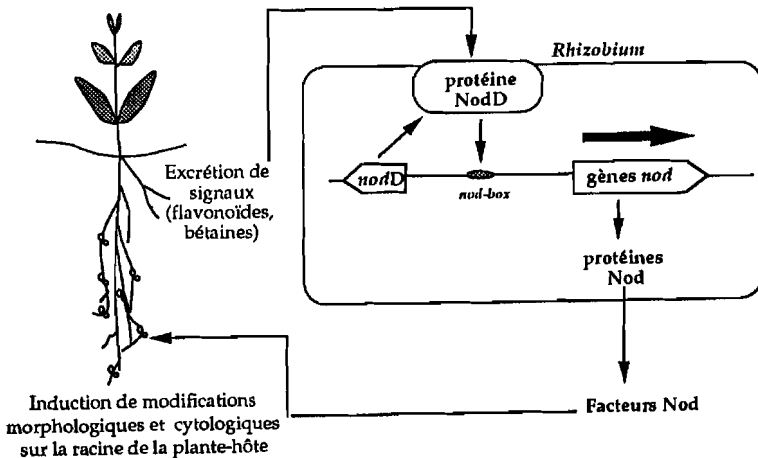 Rhizobium
protéine
NodD
Excrétion de
signaux
(flavonoïdes,
bétaines)
nodD
nod-box
gènes nod
protéines
Nod
Facteurs Nod
Induction de modifications
morphologiques et cytologiques
sur la racine de la plante-hôte